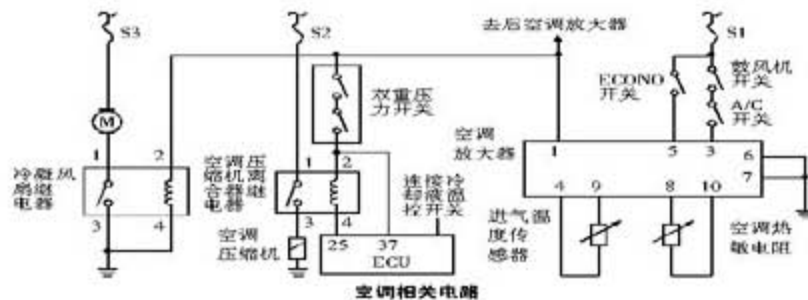 S3
S2
去后空调放大器
S1
ECONO
开关
鼓风机
开关
A/C
开关
双重压
力开关
M
空调
放大器
1
5
3
6
7
4
9
8
10
冷凝风
扇继
电器
1
2
3
4
空调压
缩机离
合器继
电器
1
2
3
4
连接冷
却液温
控开关
空调
压缩机
25
37
ECU
进气温
度传
感器
空调热
敏电阻
空调相关电路